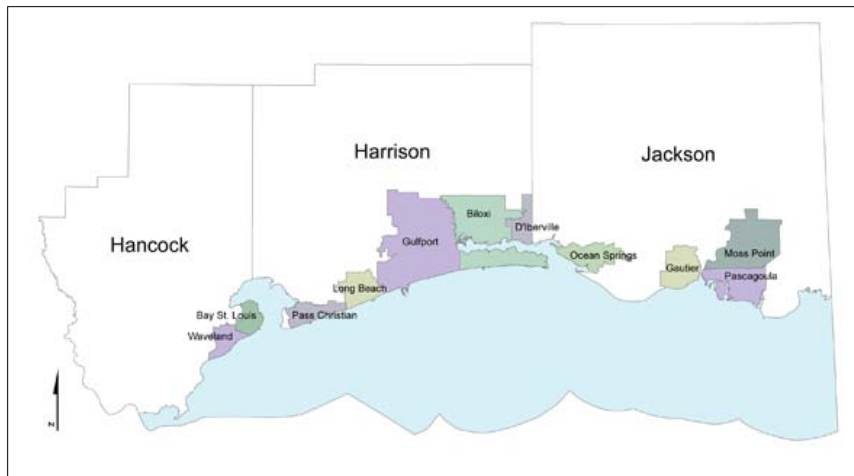 Harrison
Jackson
Hancock
Biloxi
D'Iberville
Gulfport
Ocean Springs
Moss Point
Gautier
Pascagoula
Long Beach
Bay St. Louis
Pass Christian
Waveland
N